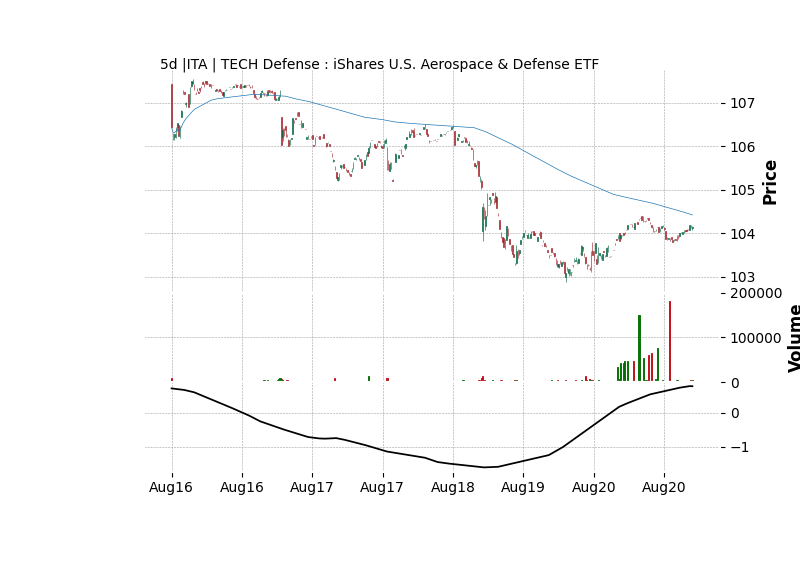 5d |ITA | TECH Defense : iShares U.S. Aerospace & Defense ETF
107
106
105
104
103
Price
200000
100000
0
Volume
0
−1
Aug16 Aug16 Aug17 Aug17 Aug18 Aug19 Aug20 Aug20